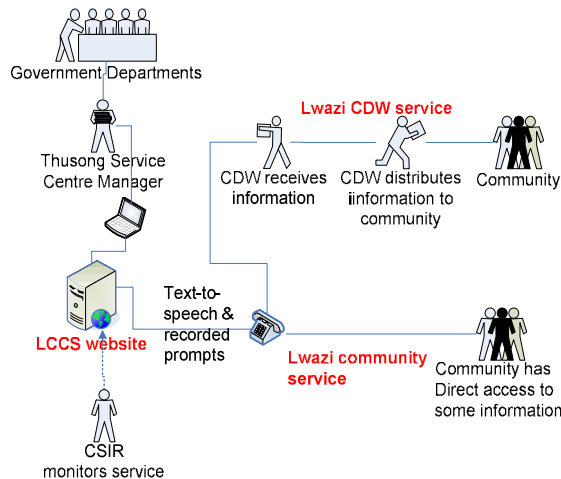 Government Departments
Thusong Service
Centre Manager
Lwazi CDW service
CDW receives
information
CDW distributes
iinformation to
community
Community
LCCS website
Text-to-
speech &
recorded
prompts
Lwazi community
service
Community has
Direct access to
some information
CSIR
monitors service